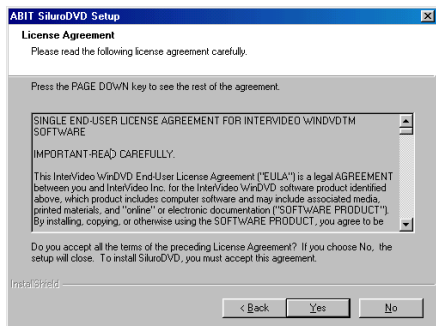 ABIT SiluroDVD Setup
License Agreement
Please read the following license agreement carefully.
Press the PAGE DOWN key to see the rest of the agreement.
SINGLE END-USER LICENSE AGREEMENT FOR INTERVIDEO WINDVDTM
SOFTWARE
IMPORTANT-READ CAREFULLY.
This InterVideo WinDVD End-User License Agreement ("EULA") is a legal AGREEMENT
between you and InterVideo Inc. for the InterVideo WinDVD software product identified
above, which product includes computer software and may include associated media,
printed materials, and "online" or electronic documentation ("SOFTWARE PRODUCT").
By installing, copying, or otherwise using the SOFTWARE PRODUCT, you agree to be
Do you accept all the terms of the preceding License Agreement? If you choose No, the
setup will close. To install SiluroDVD, you must accept this agreement.
InstallShield
< Back
Yes
No